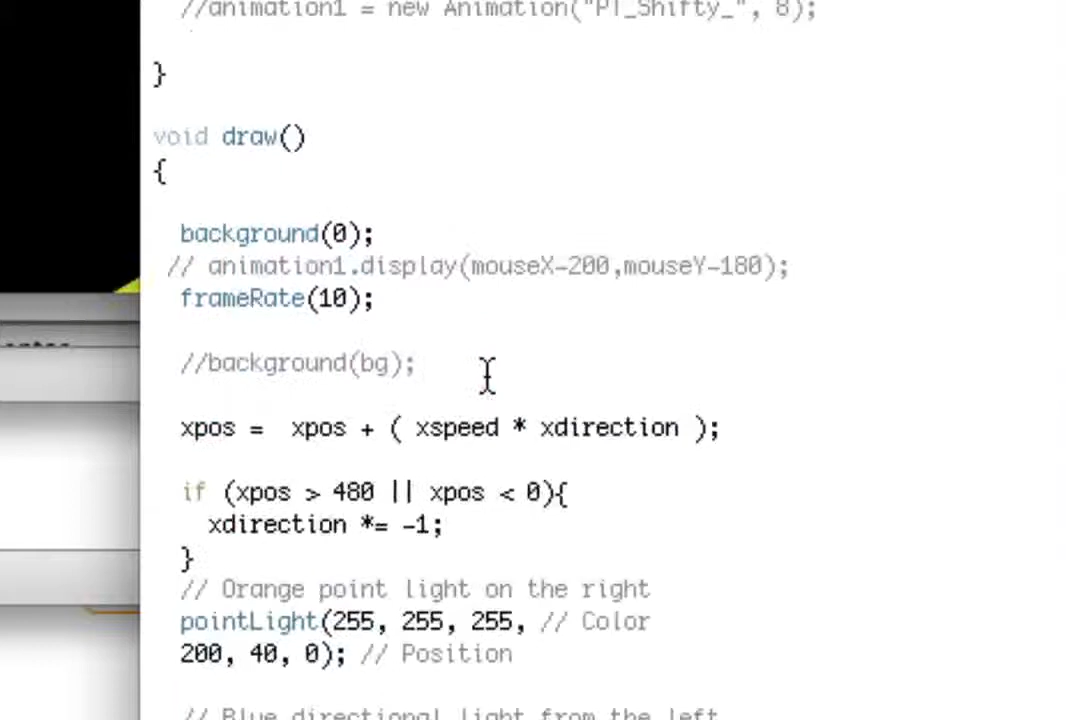 //animation1 = new Animation("PT_Shifty_", 8);
}
void draw()
{
background(0);
// animation1.display(mouseX-200,mouseY-180);
frameRate(10);
//background(bg);
xpos =  xpos + ( xspeed * xdirection );
if (xpos > 480 || xpos < 0){
xdirection *= -1;
}
// Orange point light on the right
pointLight(255, 255, 255, // Color
200, 40, 0); // Position
// Blue directional light from the left